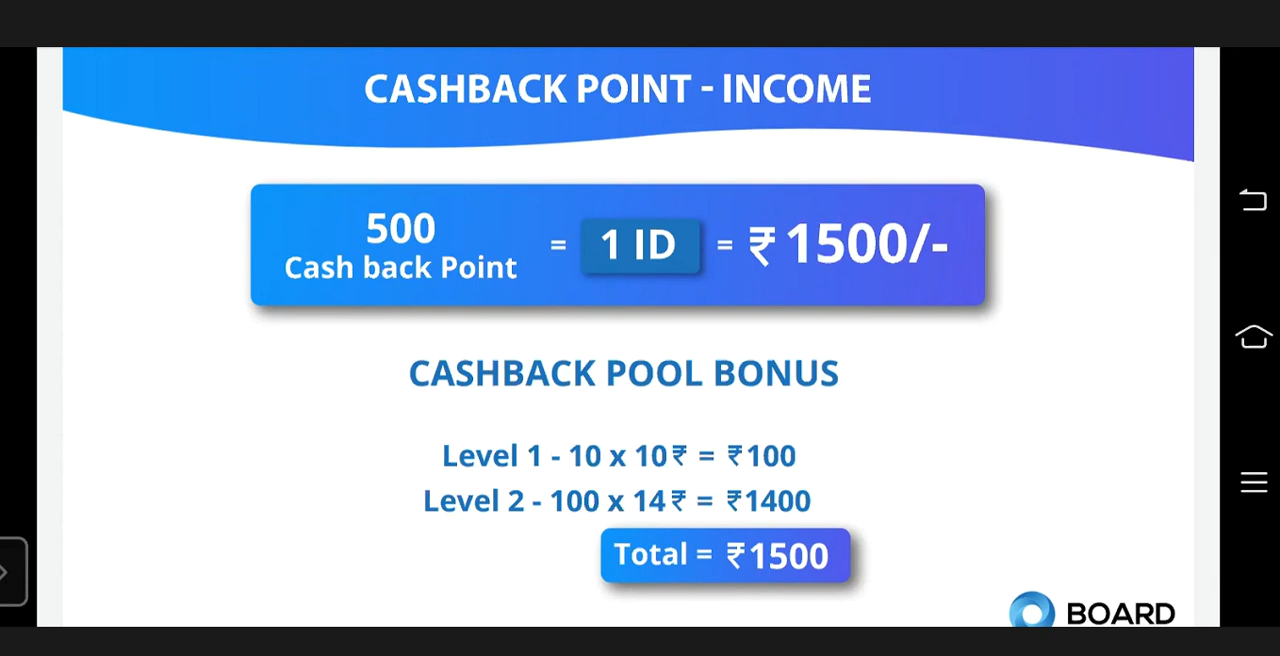 CASHBACK POINT - INCOME
500
Cash back Point
= 1 ID = ₹1500/-
CASHBACK POOL BONUS
Level 1 - 10 x 10₹ = ₹100
Level 2 - 100 x 14₹ = ₹1400
Total = ₹1500
BOARD